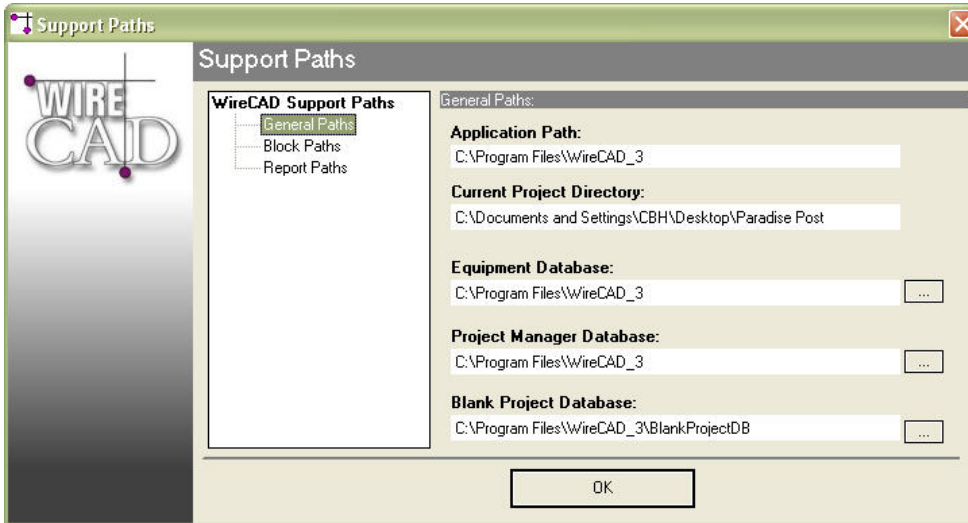 Support Paths
WIRE
CAD
Support Paths
WireCAD Support Paths
General Paths
Block Paths
Report Paths
General Paths:
Application Path:
C:\Program Files\WireCAD_3
Current Project Directory:
C:\Documents and Settings\CBH\Desktop\Paradise Post
Equipment Database:
C:\Program Files\WireCAD_3
...
Project Manager Database:
C:\Program Files\WireCAD_3
...
Blank Project Database:
C:\Program Files\WireCAD_3\BlankProjectDB
...
OK